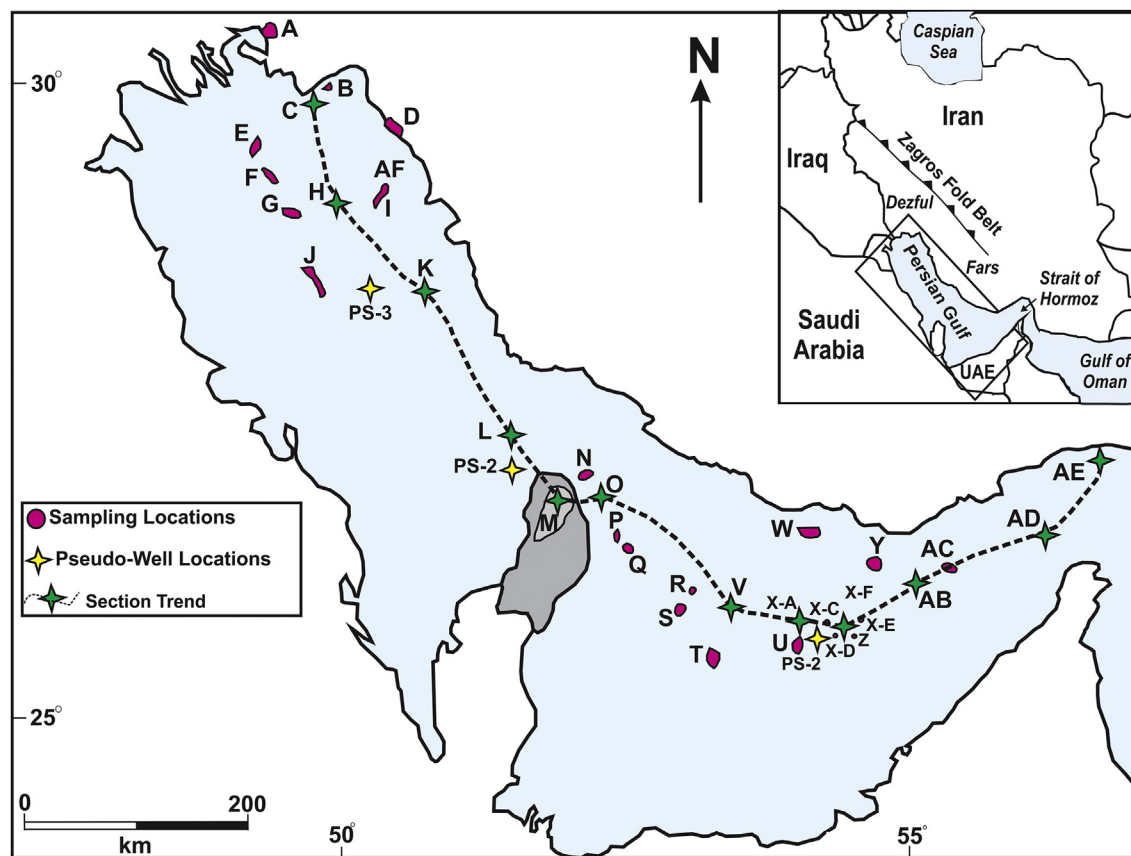 A
30°
B
C
D
E
AF
F
H
I
G
J
K
PS-3
L
PS-2
N
O
M
P
Q
W
Y
AC
AD
AE
R
S
V
X-A
X-C
X-F
AB
X-E
T
U
X-D
Z
PS-2
25°
50°
55°
N
Caspian
Sea
Iran
Iraq
Zagros Fold Belt
Dezful
Fars
Persian Gulf
Strait of
Hormoz
Saudi
Arabia
UAE
Gulf of
Oman
Sampling Locations
Pseudo-Well Locations
Section Trend
0
200
km